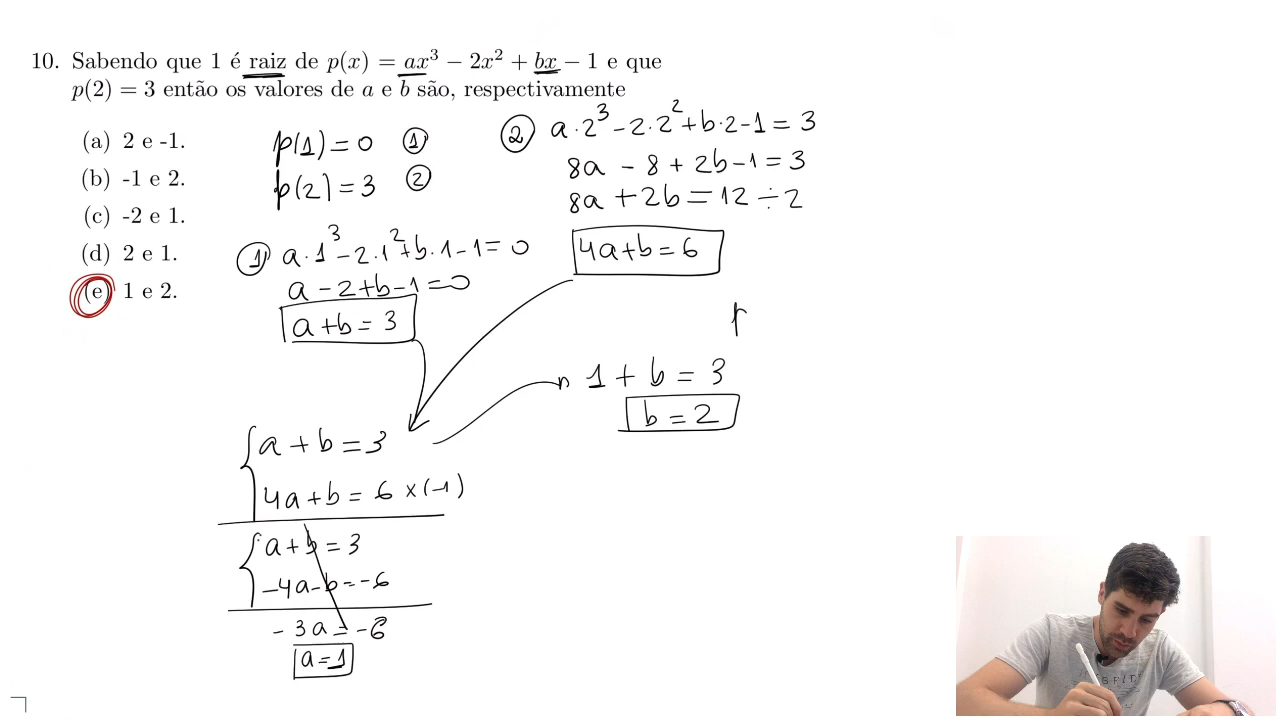 10. Sabendo que 1 é raiz de p(x) = ax³ − 2x² + bx − 1 e que
p(2) = 3 então os valores de a e b são, respectivamente
(a) 2 e -1.
(b) -1 e 2.
(c) -2 e 1.
(d) 2 e 1.
(e) 1 e 2.
p(1) = 0 ①
p(2) = 3 ②
① a·1³ − 2·1² + b·1 − 1 = 0
a − 2 + b − 1 = 0
a + b = 3
② a·2³ − 2·2² + b·2 − 1 = 3
8a − 8 + 2b − 1 = 3
8a + 2b = 12 ÷ 2
4a + b = 6
a + b = 3
4a + b = 6 × (−1)
a + b = 3
−4a − b = −6
−3a = −6
a = 1
1 + b = 3
b = 2